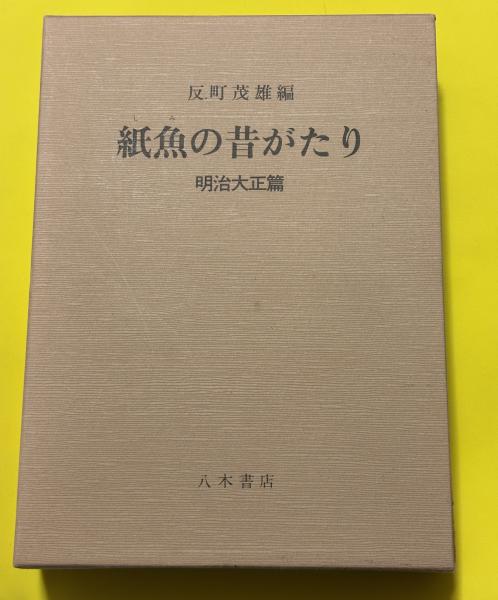 反町茂雄編
しみ
紙魚の昔がたり
明治大正篇
八木書店